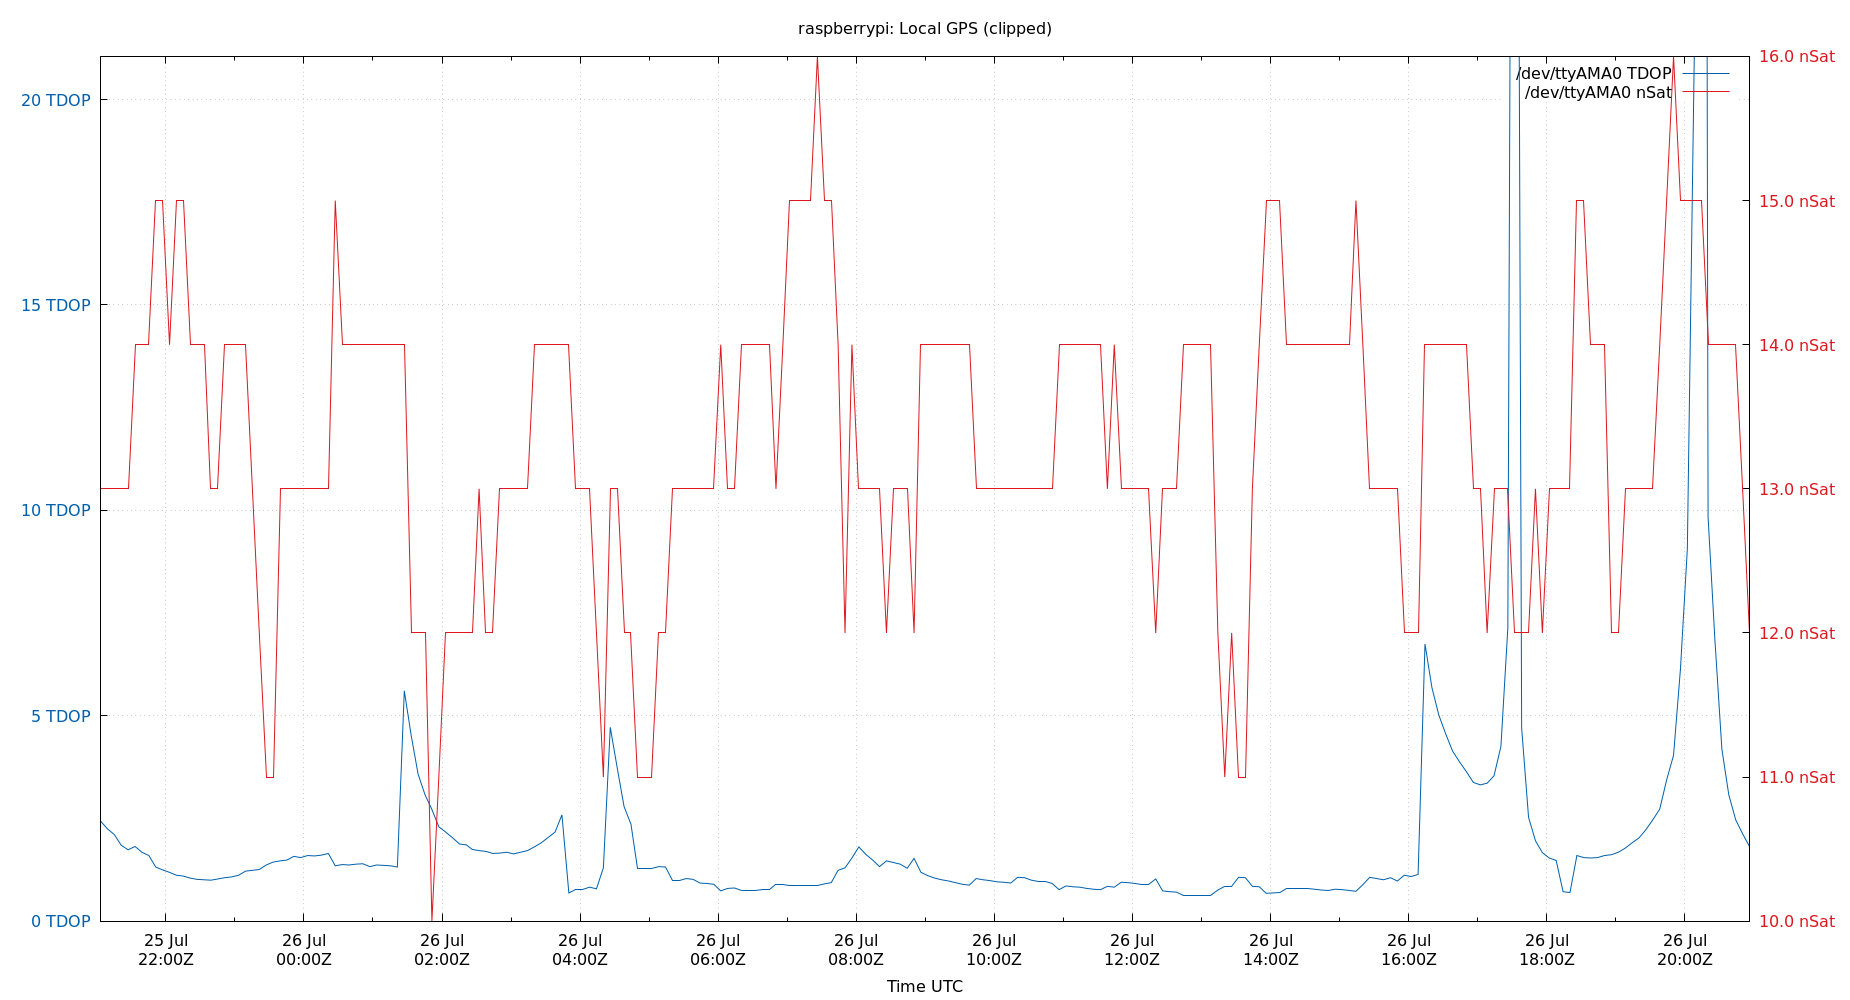 raspberrypi: Local GPS (clipped)
/dev/ttyAMA0 TDOP
/dev/ttyAMA0 nSat
20 TDOP
15 TDOP
10 TDOP
5 TDOP
0 TDOP
16.0 nSat
15.0 nSat
14.0 nSat
13.0 nSat
12.0 nSat
11.0 nSat
10.0 nSat
25 Jul
22:00Z
26 Jul
00:00Z
26 Jul
02:00Z
26 Jul
04:00Z
26 Jul
06:00Z
26 Jul
08:00Z
26 Jul
10:00Z
26 Jul
12:00Z
26 Jul
14:00Z
26 Jul
16:00Z
26 Jul
18:00Z
26 Jul
20:00Z
Time UTC